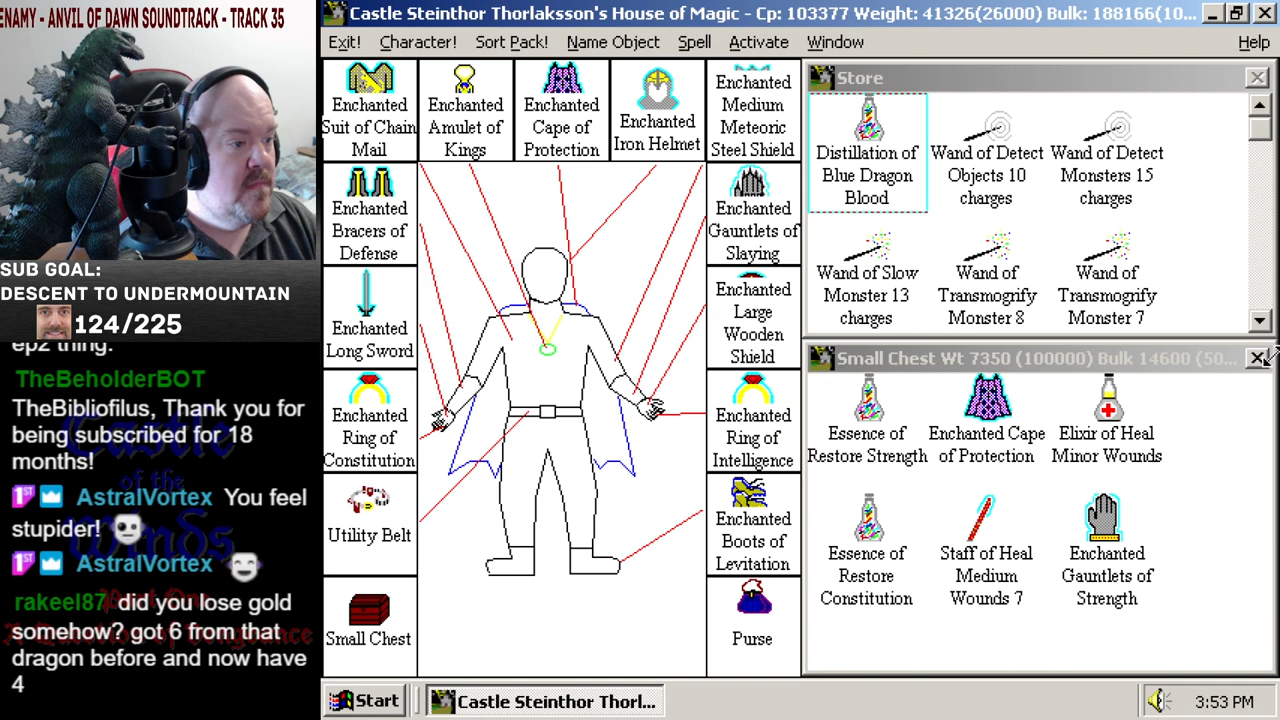 ENEMY - ANVIL OF DAWN SOUNDTRACK - TRACK 35
SUB GOAL:
DESCENT TO UNDERMOUNTAIN
124/225
ep2 thing.
TheBeholderBOT
TheBibliofilus, Thank you for
being subscribed for 18
months!
AstralVortex You feel
stupider!
AstralVortex
rakeel87 did you lose gold
somehow? got 6 from that
dragon before and now have
4
Castle Steinthor Thorlaksson's House of Magic - Cp: 103377 Weight: 41326(26000) Bulk: 188166(10...
Exit! Character! Sort Pack! Name Object Spell Activate Window Help
Enchanted
Suit of Chain
Mail
Enchanted
Amulet of
Kings
Enchanted
Cape of
Protection
Enchanted
Iron Helmet
Enchanted
Medium
Meteoric
Steel Shield
Enchanted
Bracers of
Defense
Enchanted
Gauntlets of
Slaying
Enchanted
Long Sword
Enchanted
Large
Wooden
Shield
Enchanted
Ring of
Constitution
Enchanted
Ring of
Intelligence
Utility Belt
Enchanted
Boots of
Levitation
Small Chest
Purse
Store
Distillation of
Blue Dragon
Blood
Wand of Detect
Objects 10
charges
Wand of Detect
Monsters 15
charges
Wand of Slow
Monster 13
charges
Wand of
Transmogrify
Monster 8
Wand of
Transmogrify
Monster 7
Small Chest Wt 7350 (100000) Bulk 14600 (50...
Essence of
Restore Strength
Enchanted Cape
of Protection
Elixir of Heal
Minor Wounds
Essence of
Restore
Constitution
Staff of Heal
Medium
Wounds 7
Enchanted
Gauntlets of
Strength
Start
Castle Steinthor Thorl...
3:53 PM